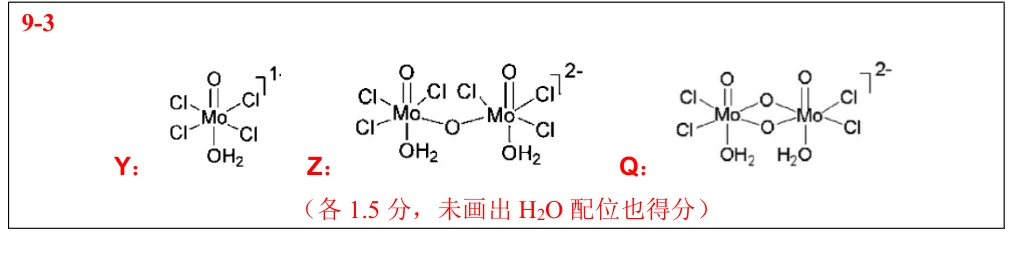 9-3
O O O O O
Cl Cl Mo Cl Cl OH2 1-
Cl Cl Mo Cl OH2 O Cl Mo Cl Cl OH2 2-
Cl Cl Mo OH2 O O Mo Cl Cl H2O 2-
Y： Z： Q：
（各 1.5 分，未画出 H2O 配位也得分）